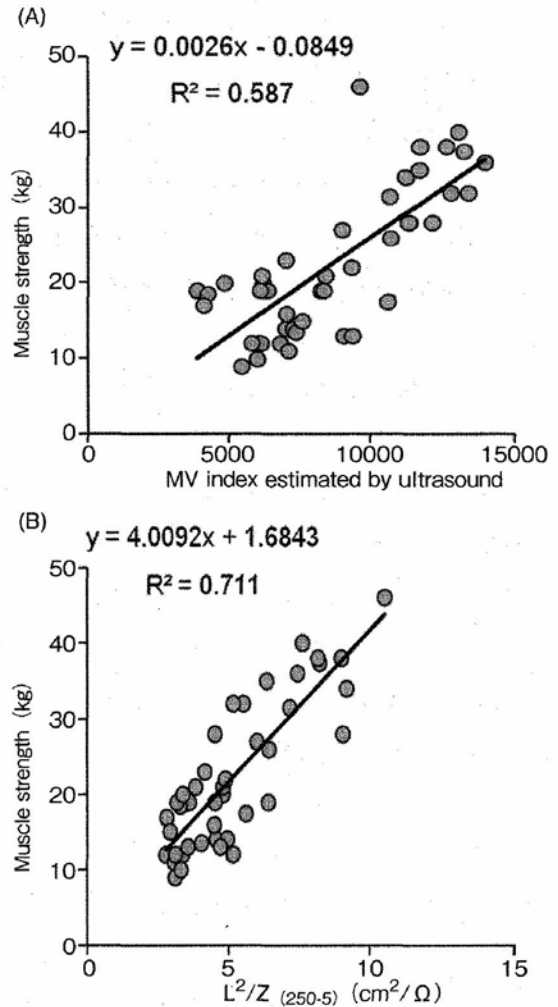 (A)
y = 0.0026x - 0.0849
R² = 0.587
50
40
30
20
10
0
Muscle strength (kg)
0 5000 10000 15000
MV index estimated by ultrasound
(B)
y = 4.0092x + 1.6843
R² = 0.711
50
40
30
20
10
0
Muscle strength (kg)
0 5 10 15
L²/Z (250-5) (cm²/Ω)